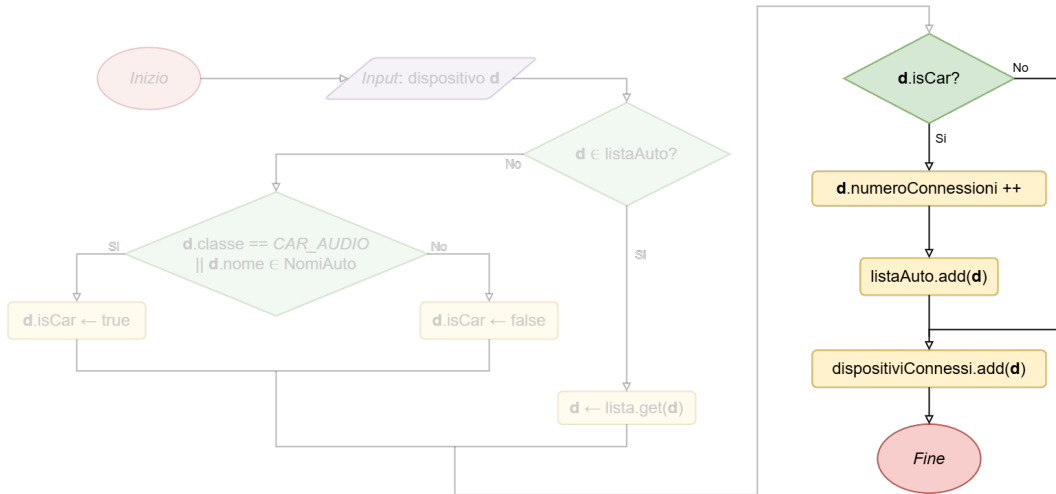 Inizio
Input: dispositivo d
d ∈ listaAuto?
No
Si
d.classe == CAR_AUDIO
|| d.nome ∈ NomiAuto
Si
No
d.isCar ← true
d.isCar ← false
d ← lista.get(d)
d.isCar?
No
Si
d.numeroConnessioni ++
listaAuto.add(d)
dispositiviConnessi.add(d)
Fine